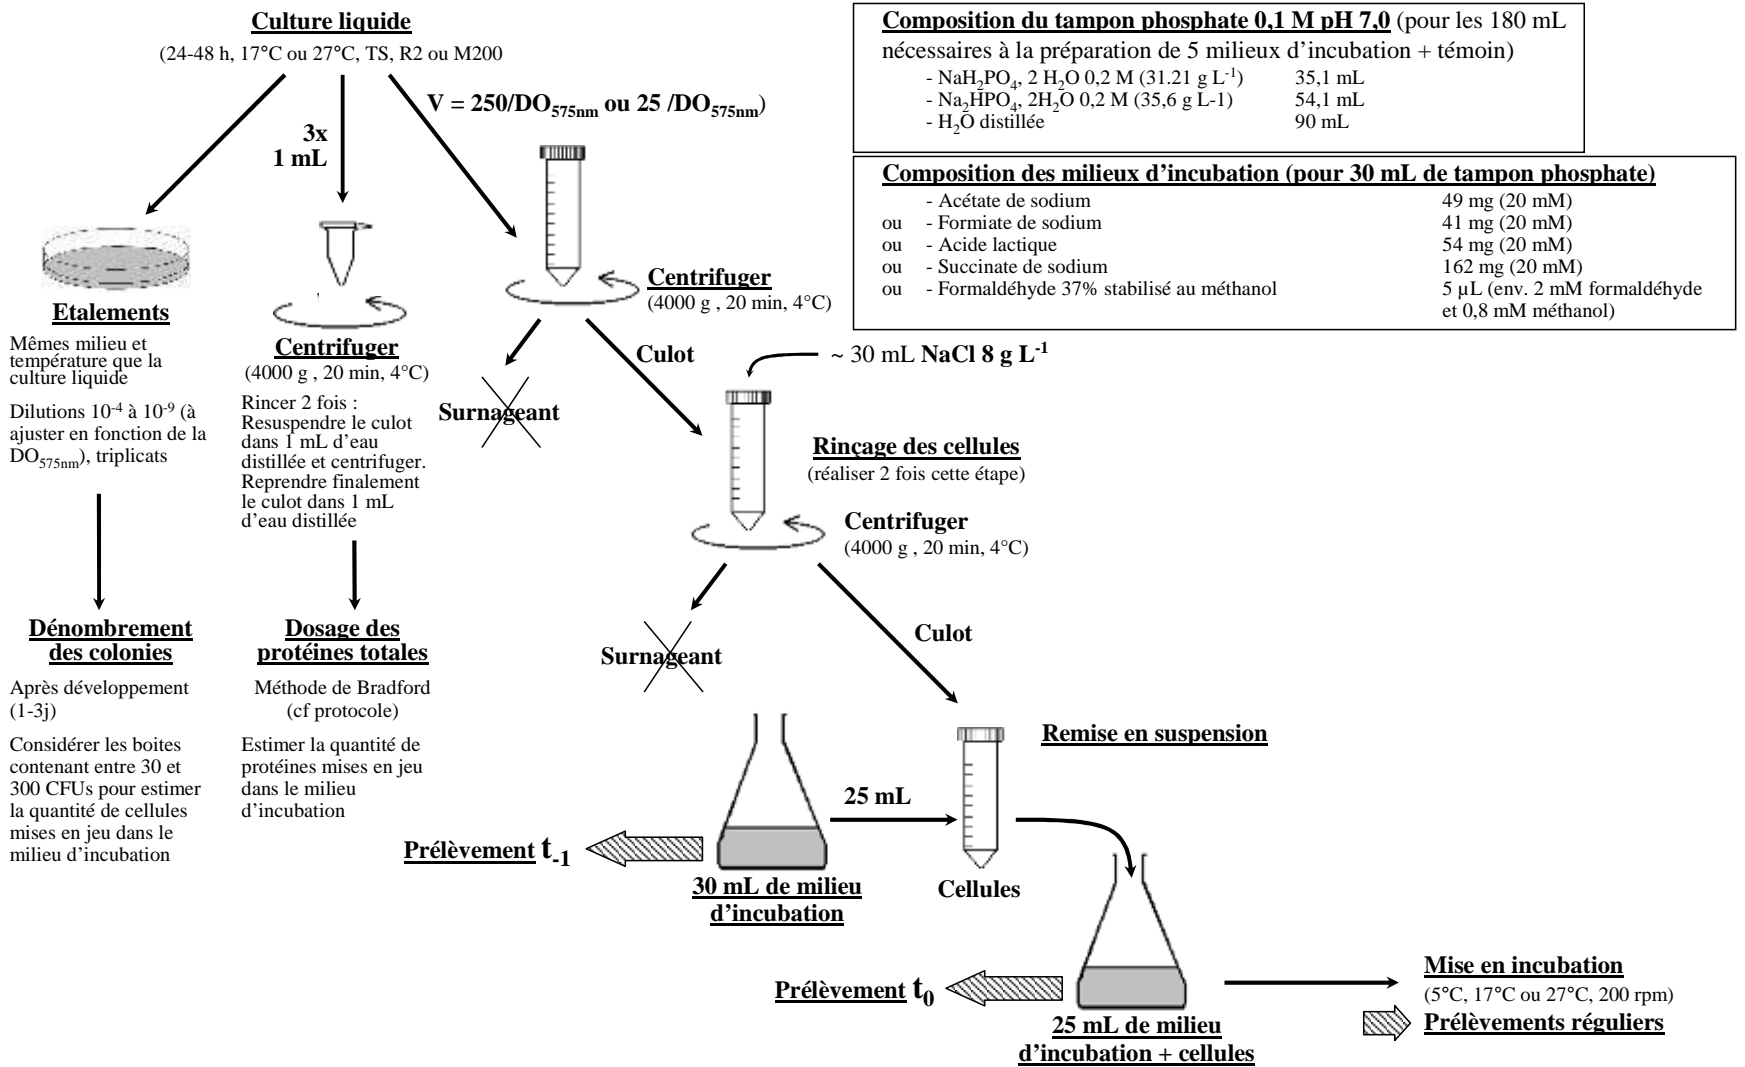 Culture liquide
(24-48 h, 17°C ou 27°C, TS, R2 ou M200
V = 250/DO575nm ou 25 /DO575nm)
3x
1 mL
Etalements
Mêmes milieu et
température que la
culture liquide
Dilutions 10-4 à 10-9 (à
ajuster en fonction de la
DO575nm), triplicats
Dénombrement
des colonies
Après développement
(1-3j)
Considérer les boites
contenant entre 30 et
300 CFUs pour estimer
la quantité de cellules
mises en jeu dans le
milieu d’incubation
Centrifuger
(4000 g , 20 min, 4°C)
Rincer 2 fois :
Resuspendre le culot
dans 1 mL d’eau
distillée et centrifuger.
Reprendre finalement
le culot dans 1 mL
d’eau distillée
Dosage des
protéines totales
Méthode de Bradford
(cf protocole)
Estimer la quantité de
protéines mises en jeu
dans le milieu
d’incubation
Centrifuger
(4000 g , 20 min, 4°C)
Surnageant
Culot
~ 30 mL NaCl 8 g L-1
Rinçage des cellules
(réaliser 2 fois cette étape)
Centrifuger
(4000 g , 20 min, 4°C)
Surnageant
Culot
Remise en suspension
25 mL
Prélèvement t-1
30 mL de milieu
d’incubation
Cellules
Prélèvement t0
25 mL de milieu
d’incubation + cellules
Mise en incubation
(5°C, 17°C ou 27°C, 200 rpm)
Prélèvements réguliers
Composition du tampon phosphate 0,1 M pH 7,0 (pour les 180 mL
nécessaires à la préparation de 5 milieux d’incubation + témoin)
- NaH2PO4, 2 H2O 0,2 M (31.21 g L-1) 35,1 mL
- Na2HPO4, 2H2O 0,2 M (35,6 g L-1) 54,1 mL
- H2O distillée 90 mL
Composition des milieux d’incubation (pour 30 mL de tampon phosphate)
- Acétate de sodium 49 mg (20 mM)
ou - Formiate de sodium 41 mg (20 mM)
ou - Acide lactique 54 mg (20 mM)
ou - Succinate de sodium 162 mg (20 mM)
ou - Formaldéhyde 37% stabilisé au méthanol 5 µL (env. 2 mM formaldéhyde
et 0,8 mM méthanol)